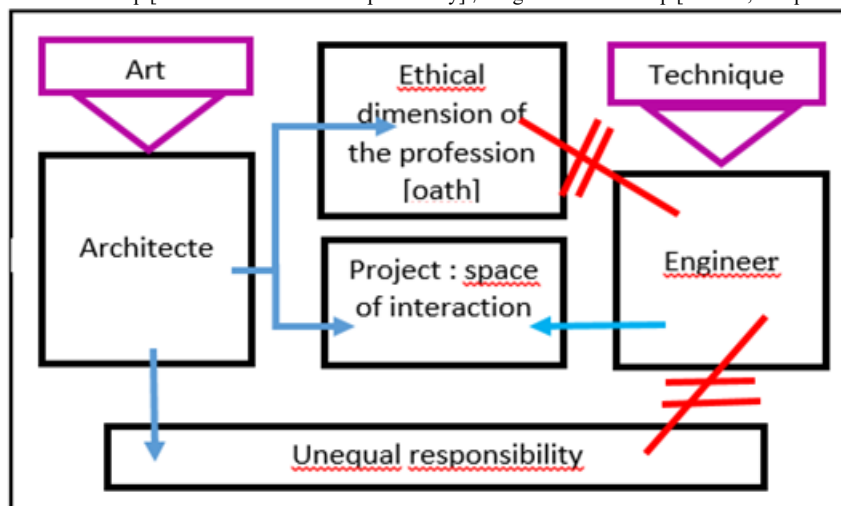 Art
Ethical
dimension of
the profession
[oath]
Technique
Architecte
Project : space
of interaction
Engineer
Unequal responsibility